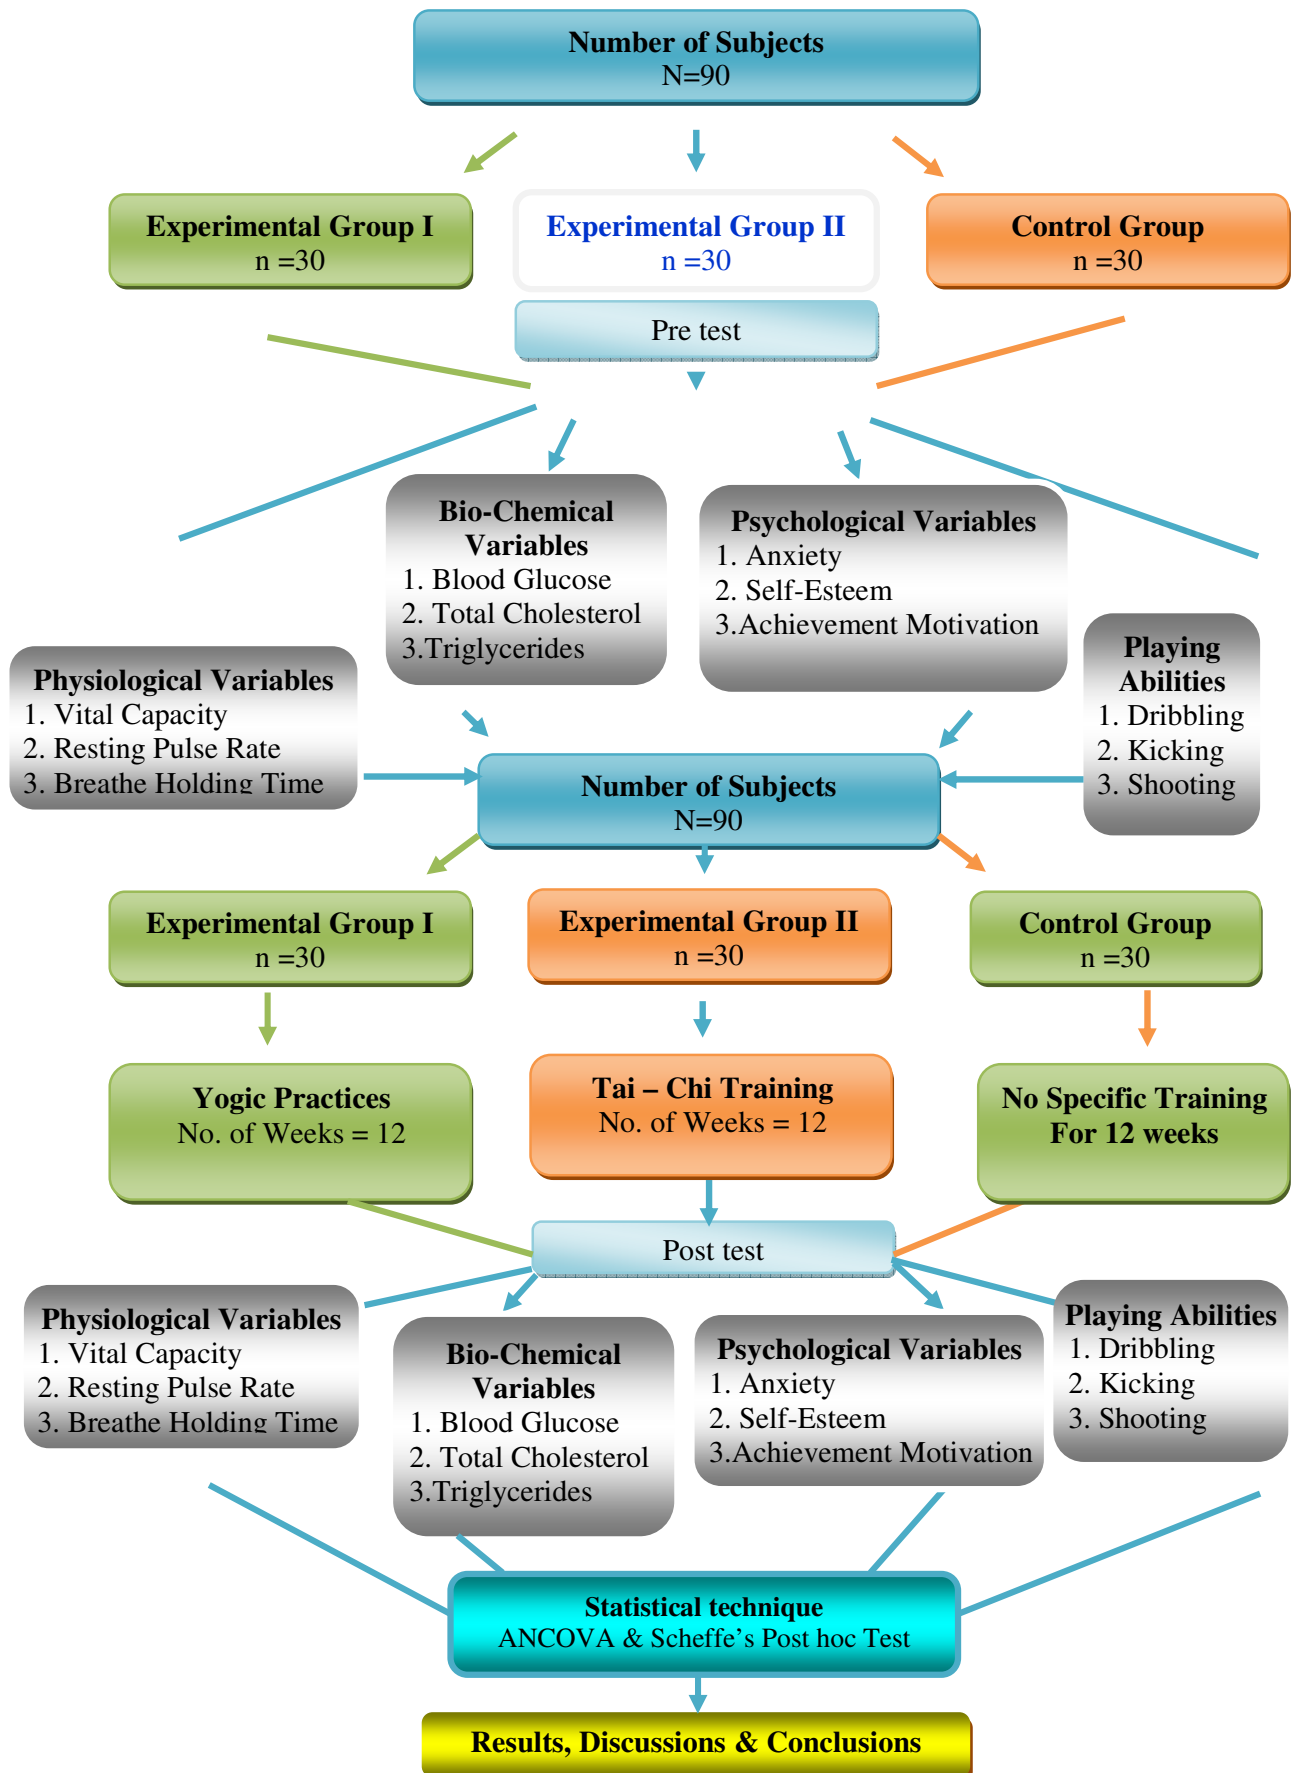 Number of Subjects
N=90
Experimental Group I
n =30
Experimental Group II
n =30
Control Group
n =30
Pre test
Physiological Variables
1. Vital Capacity
2. Resting Pulse Rate
3. Breathe Holding Time
Bio-Chemical
Variables
1. Blood Glucose
2. Total Cholesterol
3.Triglycerides
Psychological Variables
1. Anxiety
2. Self-Esteem
3.Achievement Motivation
Playing
Abilities
1. Dribbling
2. Kicking
3. Shooting
Number of Subjects
N=90
Experimental Group I
n =30
Experimental Group II
n =30
Control Group
n =30
Yogic Practices
No. of Weeks = 12
Tai – Chi Training
No. of Weeks = 12
No Specific Training
For 12 weeks
Post test
Physiological Variables
1. Vital Capacity
2. Resting Pulse Rate
3. Breathe Holding Time
Bio-Chemical
Variables
1. Blood Glucose
2. Total Cholesterol
3.Triglycerides
Psychological Variables
1. Anxiety
2. Self-Esteem
3.Achievement Motivation
Playing Abilities
1. Dribbling
2. Kicking
3. Shooting
Statistical technique
ANCOVA & Scheffe’s Post hoc Test
Results, Discussions & Conclusions